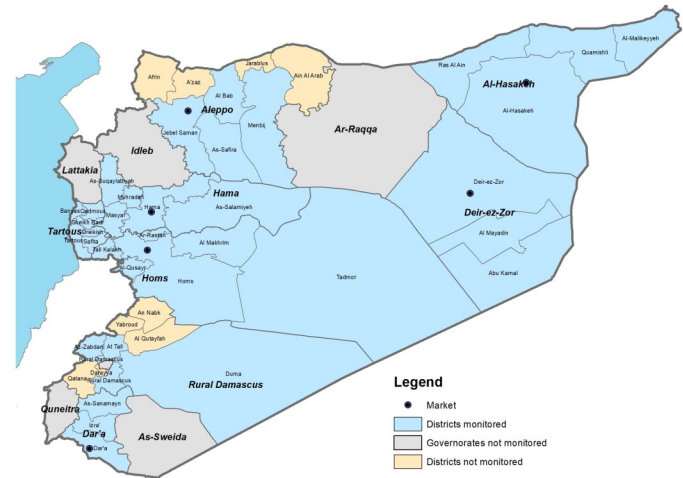 Al-Malikeyyeh
Quamishli
Ras Al Ain
Jarablus
Ain Al Arab
Afrin
A'zaz
Al-Hasakeh
Al Bab
Aleppo
Al-Hasakeh
Menbij
Ar-Raqqa
Jebel Saman
Idleb
As-Safira
Lattakia
As-Suqaylabiyah
Deir-ez-Zor
Muhradah
Hama
Banyas
Qadmous
Hama
As-Salamiyeh
Masyaf
Deir-ez-Zor
Sheikh Badr
Tartous
Dreikish
Ar-Rastan
Al Mayadin
Tartous
Safita
Al Makhrim
Tall Kalakh
Al-Qusayr
Abu Kamal
Homs
Homs
Tadmor
An Nabk
Yabroud
Al Qutayfah
Az-Zabdani
At Tall
Rural Damascus
Darayya
Duma
Qatana
Rural Damascus
Rural Damascus
Quneitra
As-Sanamayn
Izra'
Dar'a
As-Sweida
Dar'a
Legend
Market
Districts monitored
Governorates not monitored
Districts not monitored